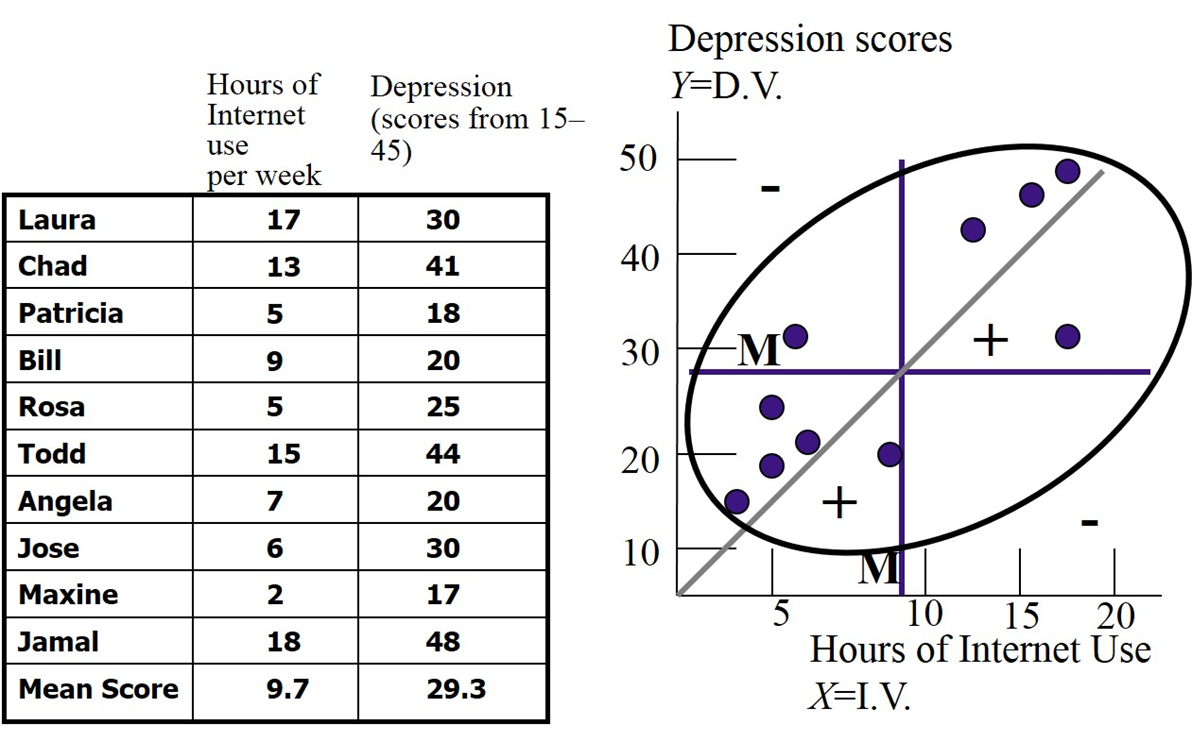 Hours of
Internet
use
per week
Depression
(scores from 15–
45)
Laura 17 30
Chad 13 41
Patricia 5 18
Bill 9 20
Rosa 5 25
Todd 15 44
Angela 7 20
Jose 6 30
Maxine 2 17
Jamal 18 48
Mean Score 9.7 29.3
Depression scores
Y=D.V.
50
-
40
30
M
+
20
+
-
10
M
5 10 15 20
Hours of Internet Use
X=I.V.